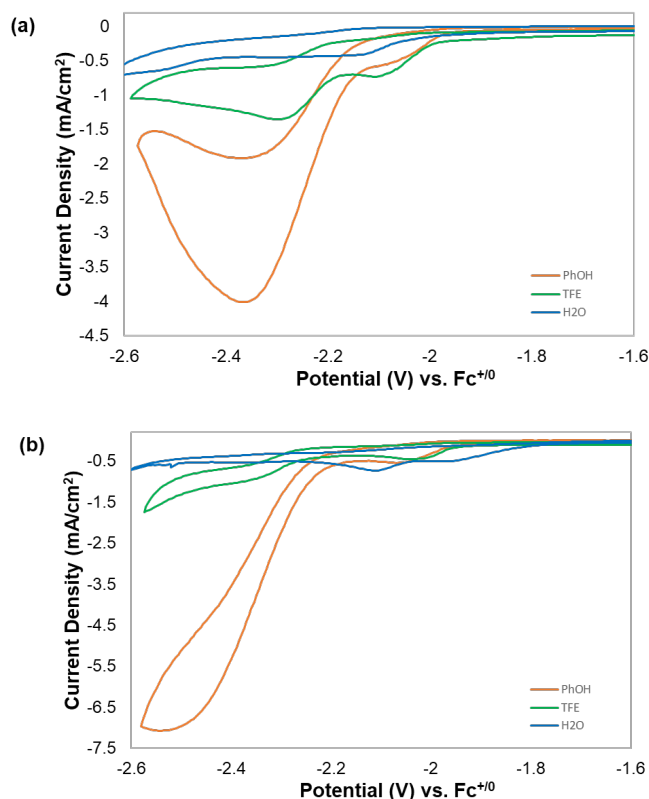 (a)
0
-0.5
-1
-1.5
-2
-2.5
-3
-3.5
-4
-4.5
Current Density (mA/cm²)
PhOH
TFE
H2O
-2.6
-2.4
-2.2
-2
-1.8
-1.6
Potential (V) vs. Fc⁺/⁰
(b)
-0.5
-1.5
-2.5
-3.5
-4.5
-5.5
-6.5
-7.5
Current Density (mA/cm²)
PhOH
TFE
H2O
-2.6
-2.4
-2.2
-2
-1.8
-1.6
Potential (V) vs. Fc⁺/⁰